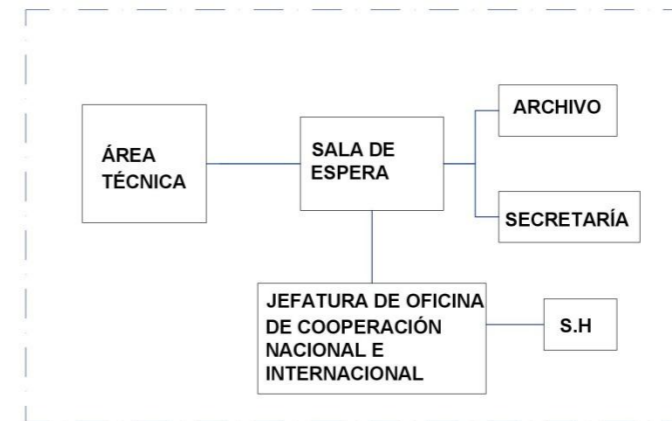 ÁREA
TÉCNICA
SALA DE
ESPERA
ARCHIVO
SECRETARÍA
JEFATURA DE OFICINA
DE COOPERACIÓN
NACIONAL E
INTERNACIONAL
S.H